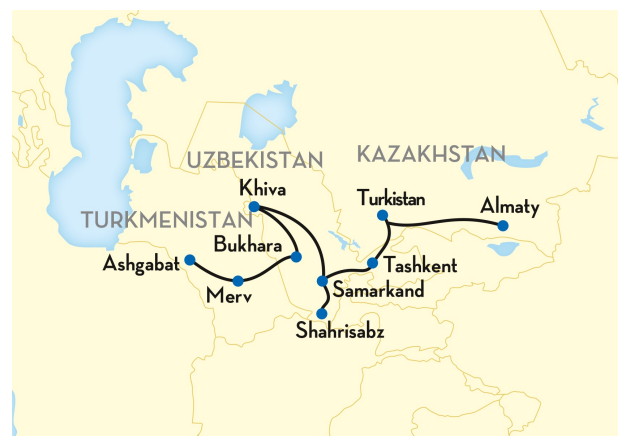 KAZAKHSTAN
UZBEKISTAN
Khiva
Turkistan
Almaty
TURKMENISTAN
Bukhara
Ashgabat
Tashkent
Merv
Samarkand
Shahrisabz